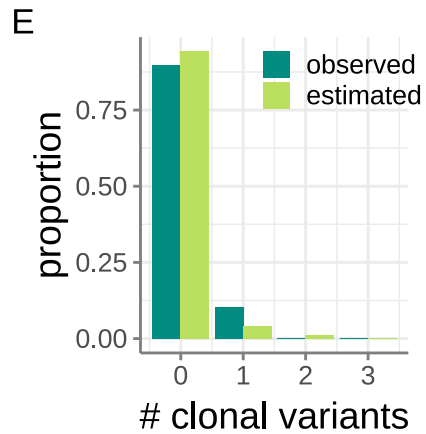 E
observed
estimated
proportion
0.75
0.50
0.25
0.00
0 1 2 3
# clonal variants